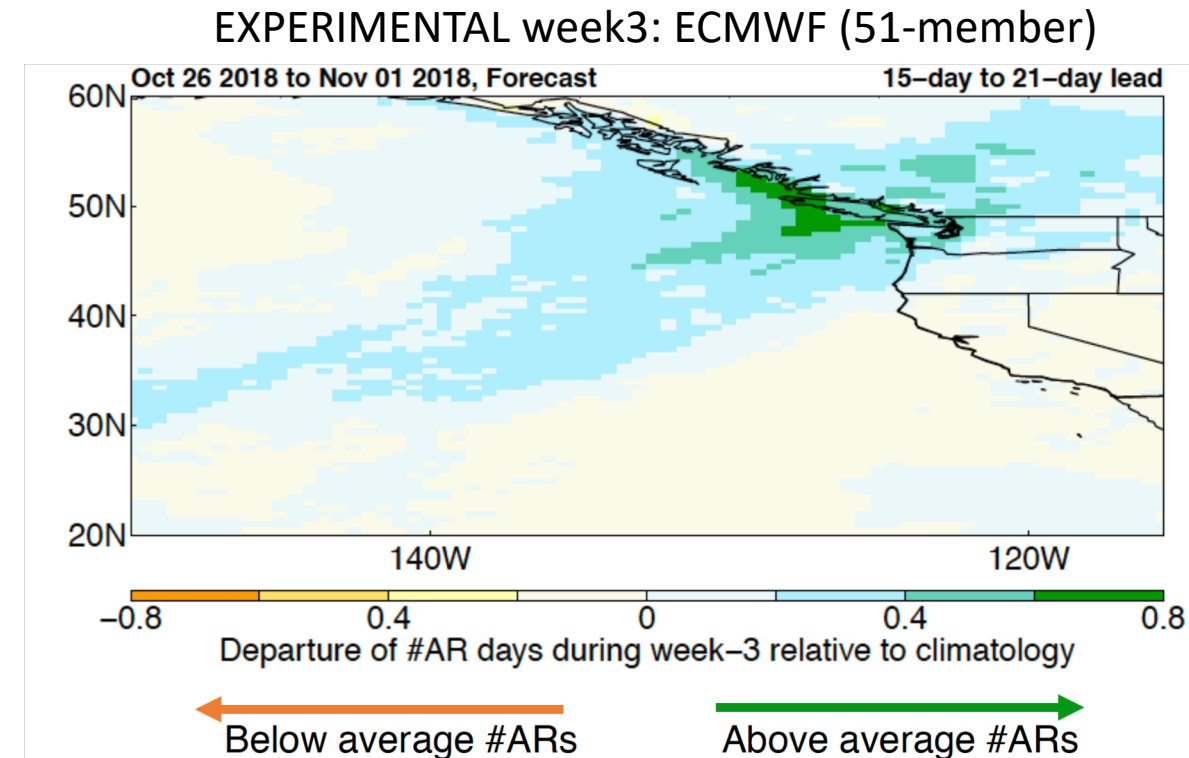 EXPERIMENTAL week3: ECMWF (51-member)
Oct 26 2018 to Nov 01 2018, Forecast 15−day to 21−day lead
60N
50N
40N
30N
20N
140W 120W
−0.8 0.4 0 0.4 0.8
Departure of #AR days during week−3 relative to climatology
Below average #ARs Above average #ARs